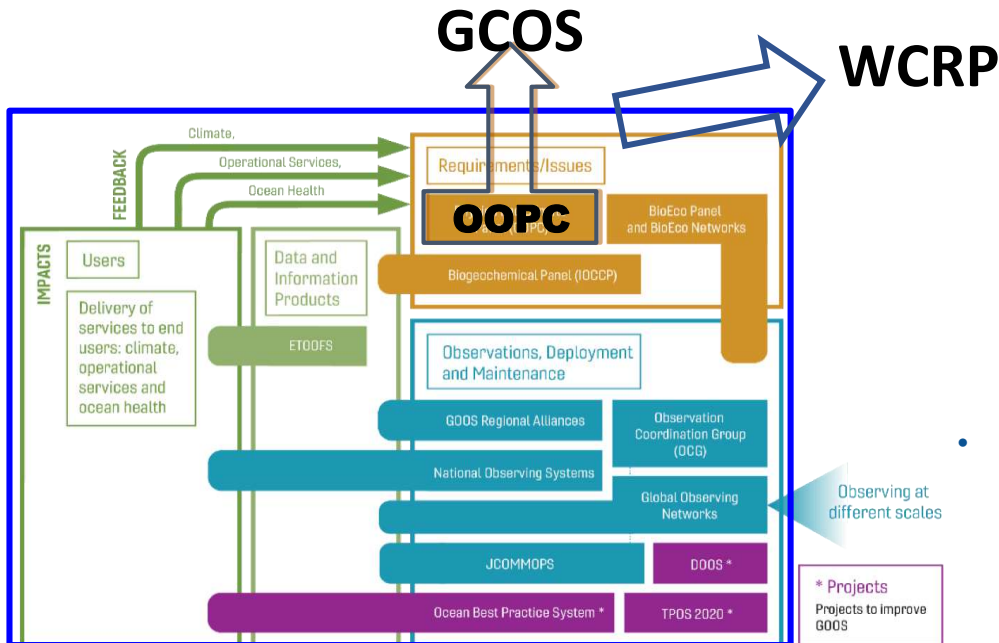 GCOS
WCRP
Climate,
Operational Services,
Ocean Health
FEEDBACK
Requirements/Issues
OOPC
BioEco Panel
and BioEco Networks
Biogeochemical Panel (IOCCP)
IMPACTS
Users
Delivery of
services to end
users: climate,
operational
services and
ocean health
Data and
Information
Products
ETOOFS
Observations, Deployment
and Maintenance
GOOS Regional Alliances
Observation
Coordination Group
(OCG)
National Observing Systems
Global Observing
Networks
Observing at
different scales
JCOMMOPS
DOOS *
Ocean Best Practice System *
TPOS 2020 *
* Projects
Projects to improve
GOOS